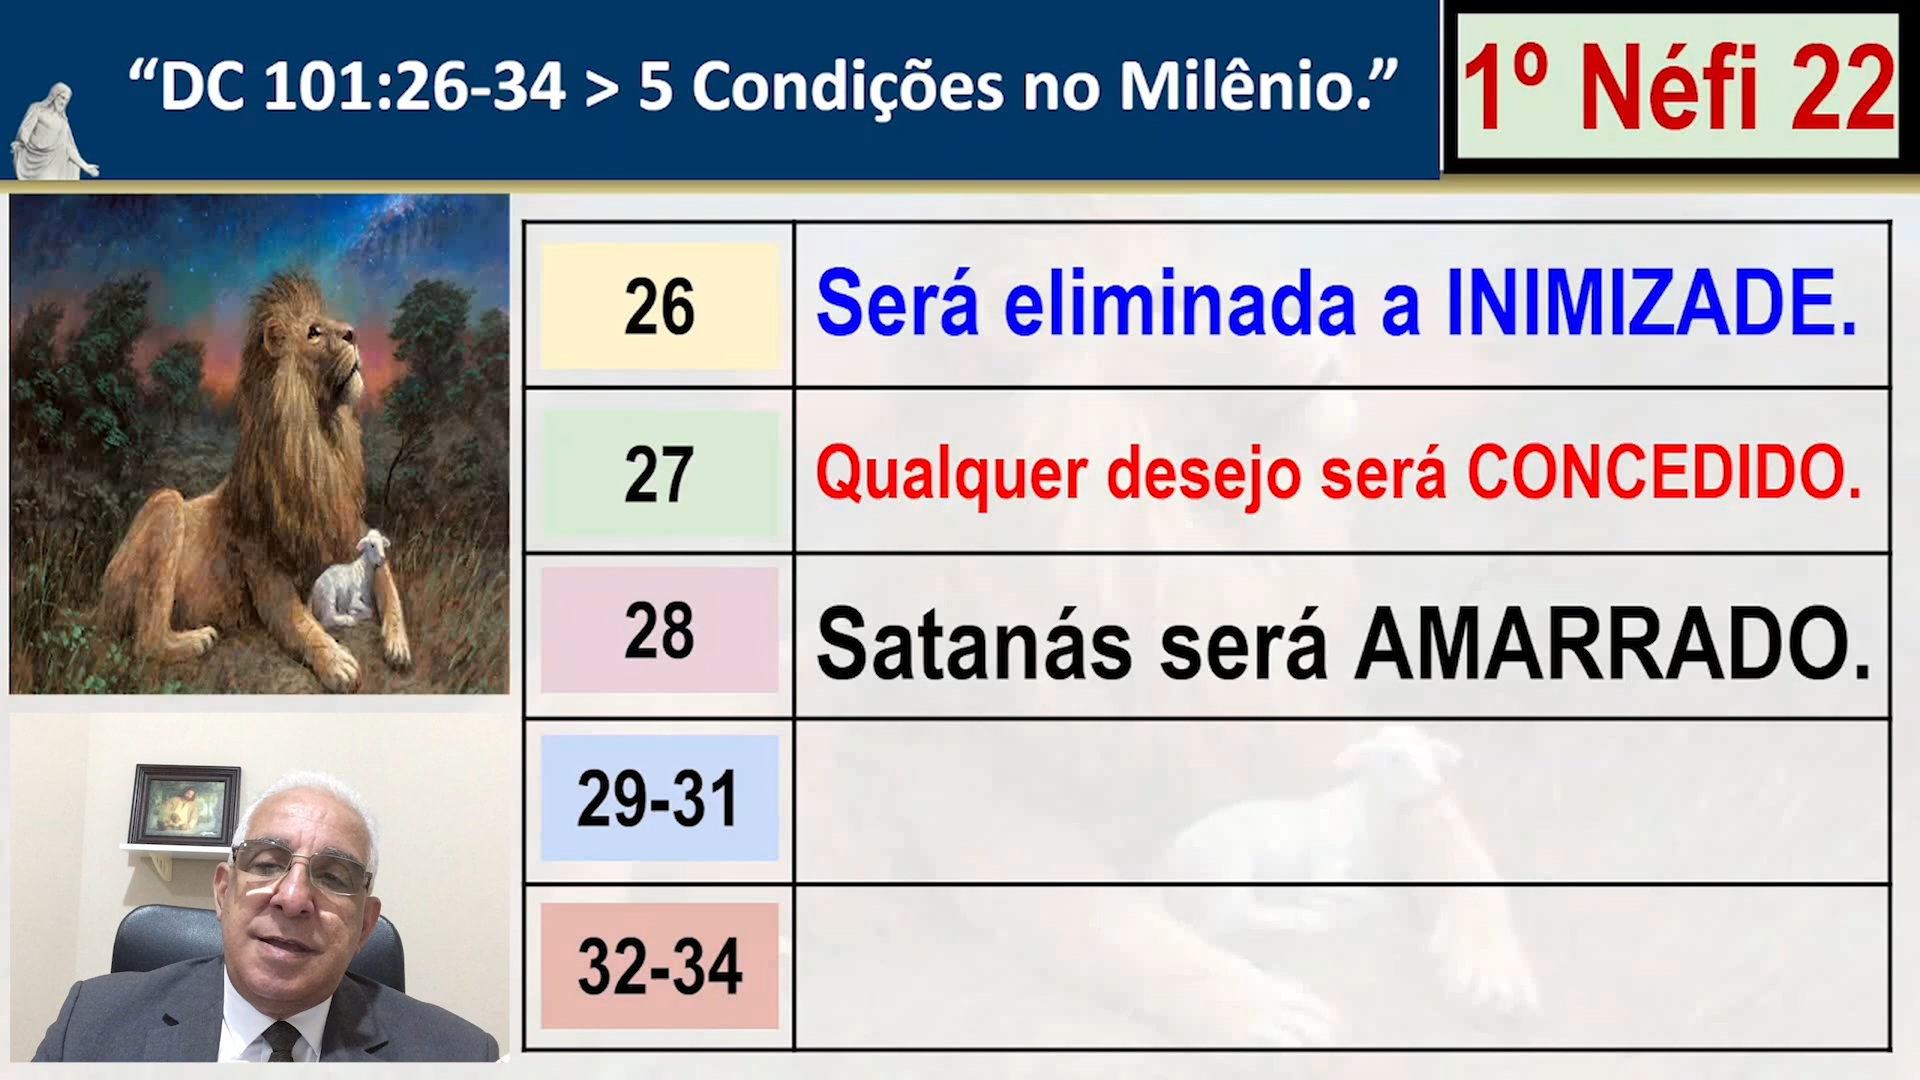 “DC 101:26-34 > 5 Condições no Milênio.”
1º Néfi 22
26
Será eliminada a INIMIZADE.
27
Qualquer desejo será CONCEDIDO.
28
Satanás será AMARRADO.
29-31
32-34